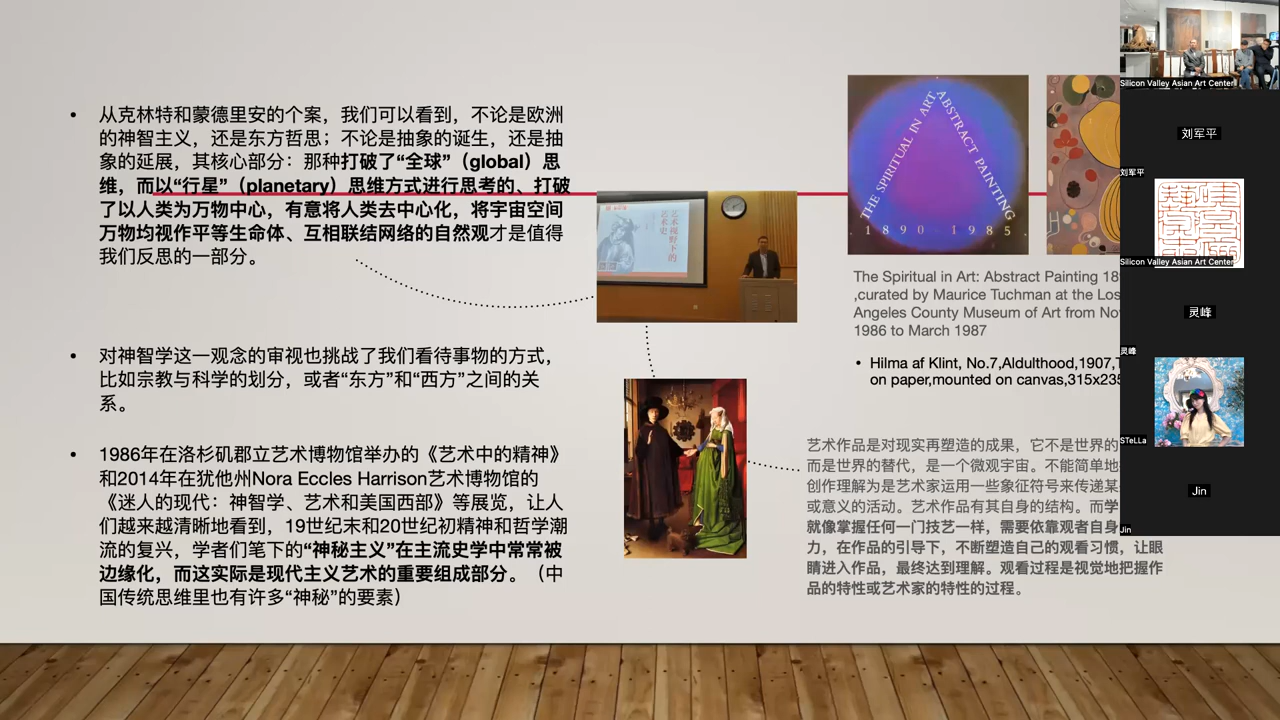 • 从克林特和蒙德里安的个案，我们可以看到，不论是欧洲
的神智主义，还是东方哲思；不论是抽象的诞生，还是抽
象的延展，其核心部分：那种打破了“全球”（global）思
维，而以“行星”（planetary）思维方式进行思考的、打破
了以人类为万物中心，有意将人类去中心化，将宇宙空间
万物均视作平等生命体、互相联结网络的自然观才是值得
我们反思的一部分。
• 对神智学这一观念的审视也挑战了我们看待事物的方式，
比如宗教与科学的划分，或者“东方”和“西方”之间的关
系。
• 1986年在洛杉矶郡立艺术博物馆举办的《艺术中的精神》
和2014年在犹他州Nora Eccles Harrison艺术博物馆的
《迷人的现代：神智学、艺术和美国西部》等展览，让人
们越来越清晰地看到，19世纪末和20世纪初精神和哲学潮
流的复兴，学者们笔下的“神秘主义”在主流史学中常常被
边缘化，而这实际是现代主义艺术的重要组成部分。（中
国传统思维里也有许多“神秘”的要素）
艺术视野下的
艺术史
THE SPIRITUAL IN ART: ABSTRACT PAINTING
1890 1985
The Spiritual in Art: Abstract Painting 18
,curated by Maurice Tuchman at the Los
Angeles County Museum of Art from No
1986 to March 1987
• Hilma af Klint, No.7,Aldulthood,1907,T
on paper,mounted on canvas,315x235
艺术作品是对现实再塑造的成果，它不是世界的
而是世界的替代，是一个微观宇宙。不能简单地
创作理解为是艺术家运用一些象征符号来传递某
或意义的活动。艺术作品有其自身的结构。而学
就像掌握任何一门技艺一样，需要依靠观者自身
力，在作品的引导下，不断塑造自己的观看习惯，让眼
睛进入作品，最终达到理解。观看过程是视觉地把握作
品的特性或艺术家的特性的过程。
Silicon Valley Asian Art Center
刘军平
刘军平
Silicon Valley Asian Art Center
灵峰
灵峰
STeLLa
Jin
Jin